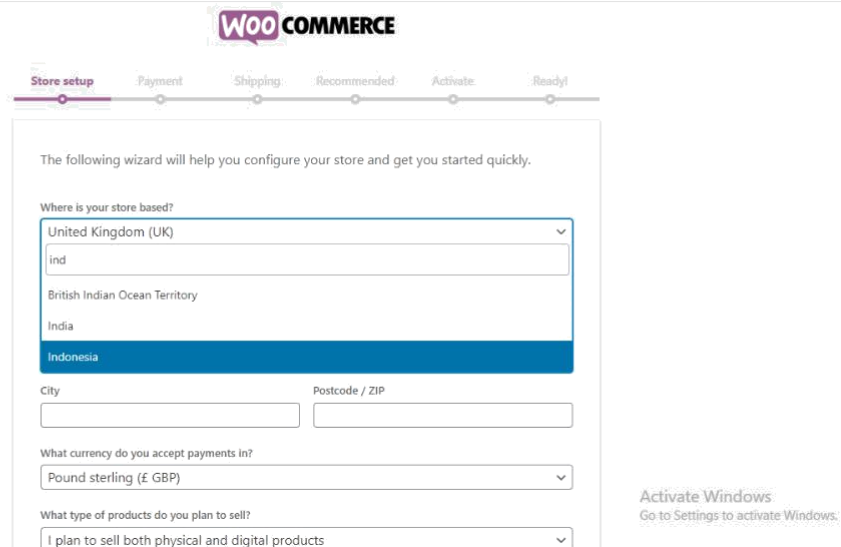 WOO COMMERCE
Store setup Payment Shipping Recommended Activate Ready!
The following wizard will help you configure your store and get you started quickly.
Where is your store based?
United Kingdom (UK)
ind
British Indian Ocean Territory
India
Indonesia
City Postcode / ZIP
What currency do you accept payments in?
Pound sterling (£ GBP)
What type of products do you plan to sell?
I plan to sell both physical and digital products
Activate Windows
Go to Settings to activate Windows.